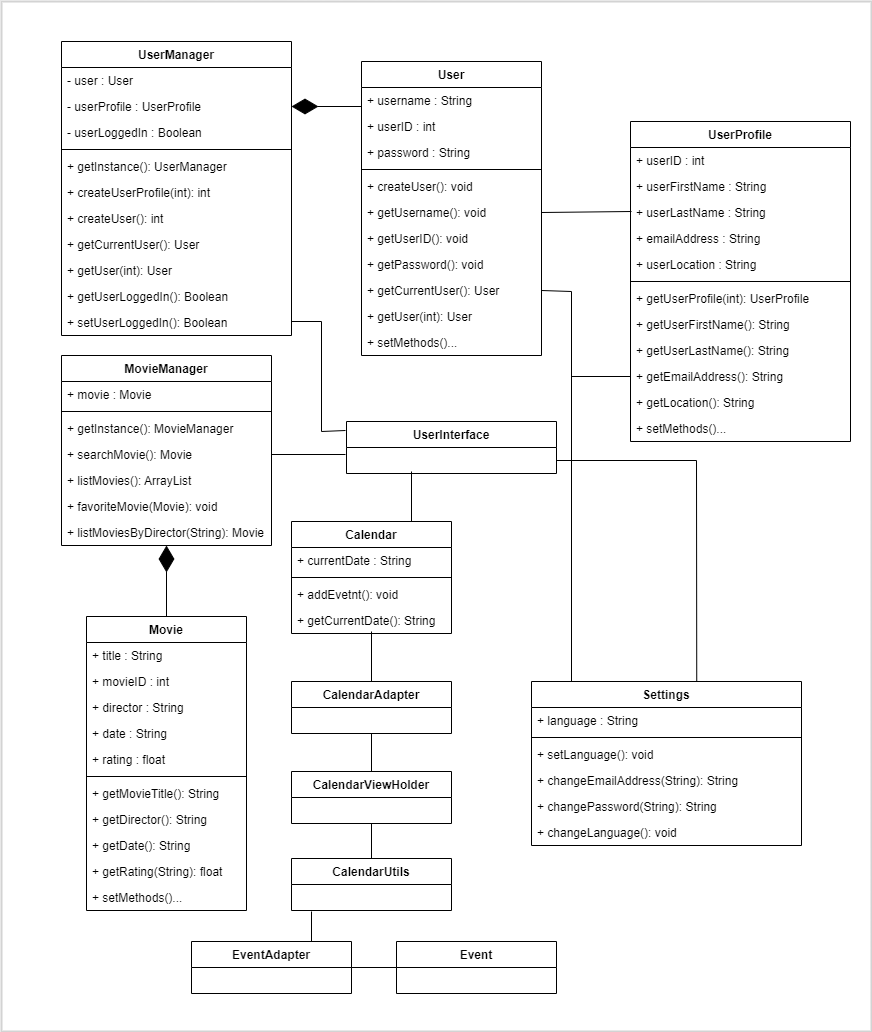 UserManager
- user : User
- userProfile : UserProfile
- userLoggedIn : Boolean
+ getInstance(): UserManager
+ createUserProfile(int): int
+ createUser(): int
+ getCurrentUser(): User
+ getUser(int): User
+ getUserLoggedIn(): Boolean
+ setUserLoggedIn(): Boolean
User
+ username : String
+ userID : int
+ password : String
+ createUser(): void
+ getUsername(): void
+ getUserID(): void
+ getPassword(): void
+ getCurrentUser(): User
+ getUser(int): User
+ setMethods()...
UserProfile
+ userID : int
+ userFirstName : String
+ userLastName : String
+ emailAddress : String
+ userLocation : String
+ getUserProfile(int): UserProfile
+ getUserFirstName(): String
+ getUserLastName(): String
+ getEmailAddress(): String
+ getLocation(): String
+ setMethods()...
MovieManager
+ movie : Movie
+ getInstance(): MovieManager
+ searchMovie(): Movie
+ listMovies(): ArrayList
+ favoriteMovie(Movie): void
+ listMoviesByDirector(String): Movie
UserInterface
Calendar
+ currentDate : String
+ addEvetnt(): void
+ getCurrentDate(): String
Movie
+ title : String
+ movieID : int
+ director : String
+ date : String
+ rating : float
+ getMovieTitle(): String
+ getDirector(): String
+ getDate(): String
+ getRating(String): float
+ setMethods()...
CalendarAdapter
CalendarViewHolder
CalendarUtils
Settings
+ language : String
+ setLanguage(): void
+ changeEmailAddress(String): String
+ changePassword(String): String
+ changeLanguage(): void
EventAdapter
Event